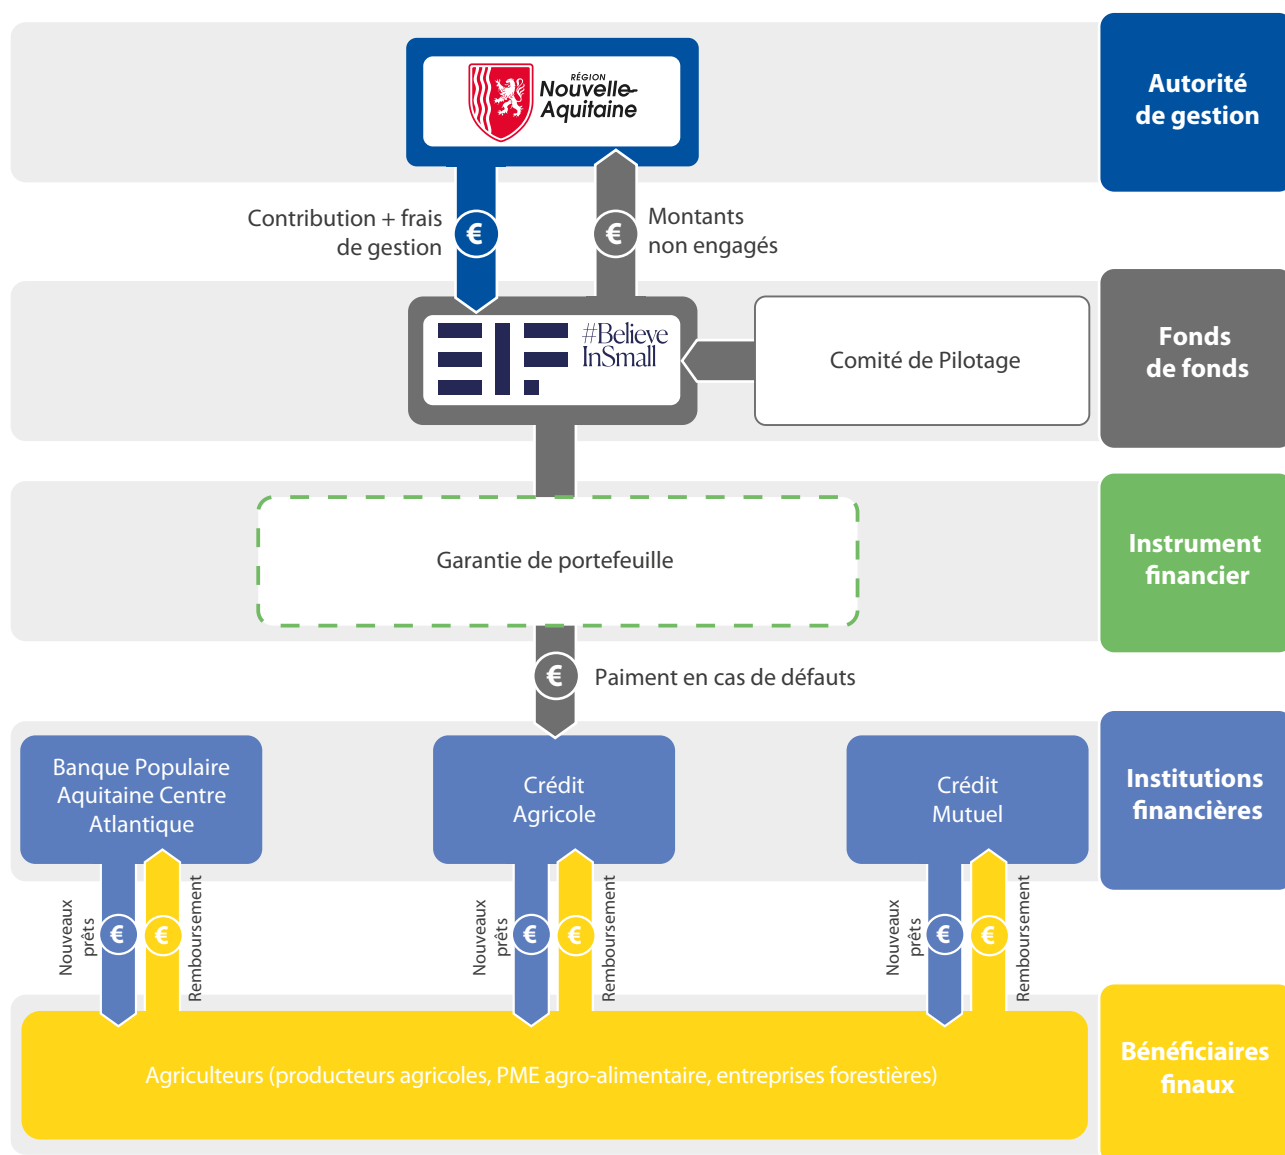 RÉGION
Nouvelle-
Aquitaine
Autorité
de gestion
Contribution + frais
de gestion
€
€
Montants
non engagés
EIF
#Believe
InSmall
Comité de Pilotage
Fonds
de fonds
Garantie de portefeuille
Instrument
financier
€
Paiment en cas de défauts
Banque Populaire
Aquitaine Centre
Atlantique
Crédit
Agricole
Crédit
Mutuel
Institutions
financières
Nouveaux
prêts
€
€
Remboursement
Nouveaux
prêts
€
€
Remboursement
Nouveaux
prêts
€
€
Remboursement
Agriculteurs (producteurs agricoles, PME agro-alimentaire, entreprises forestières)
Bénéficiaires
finaux